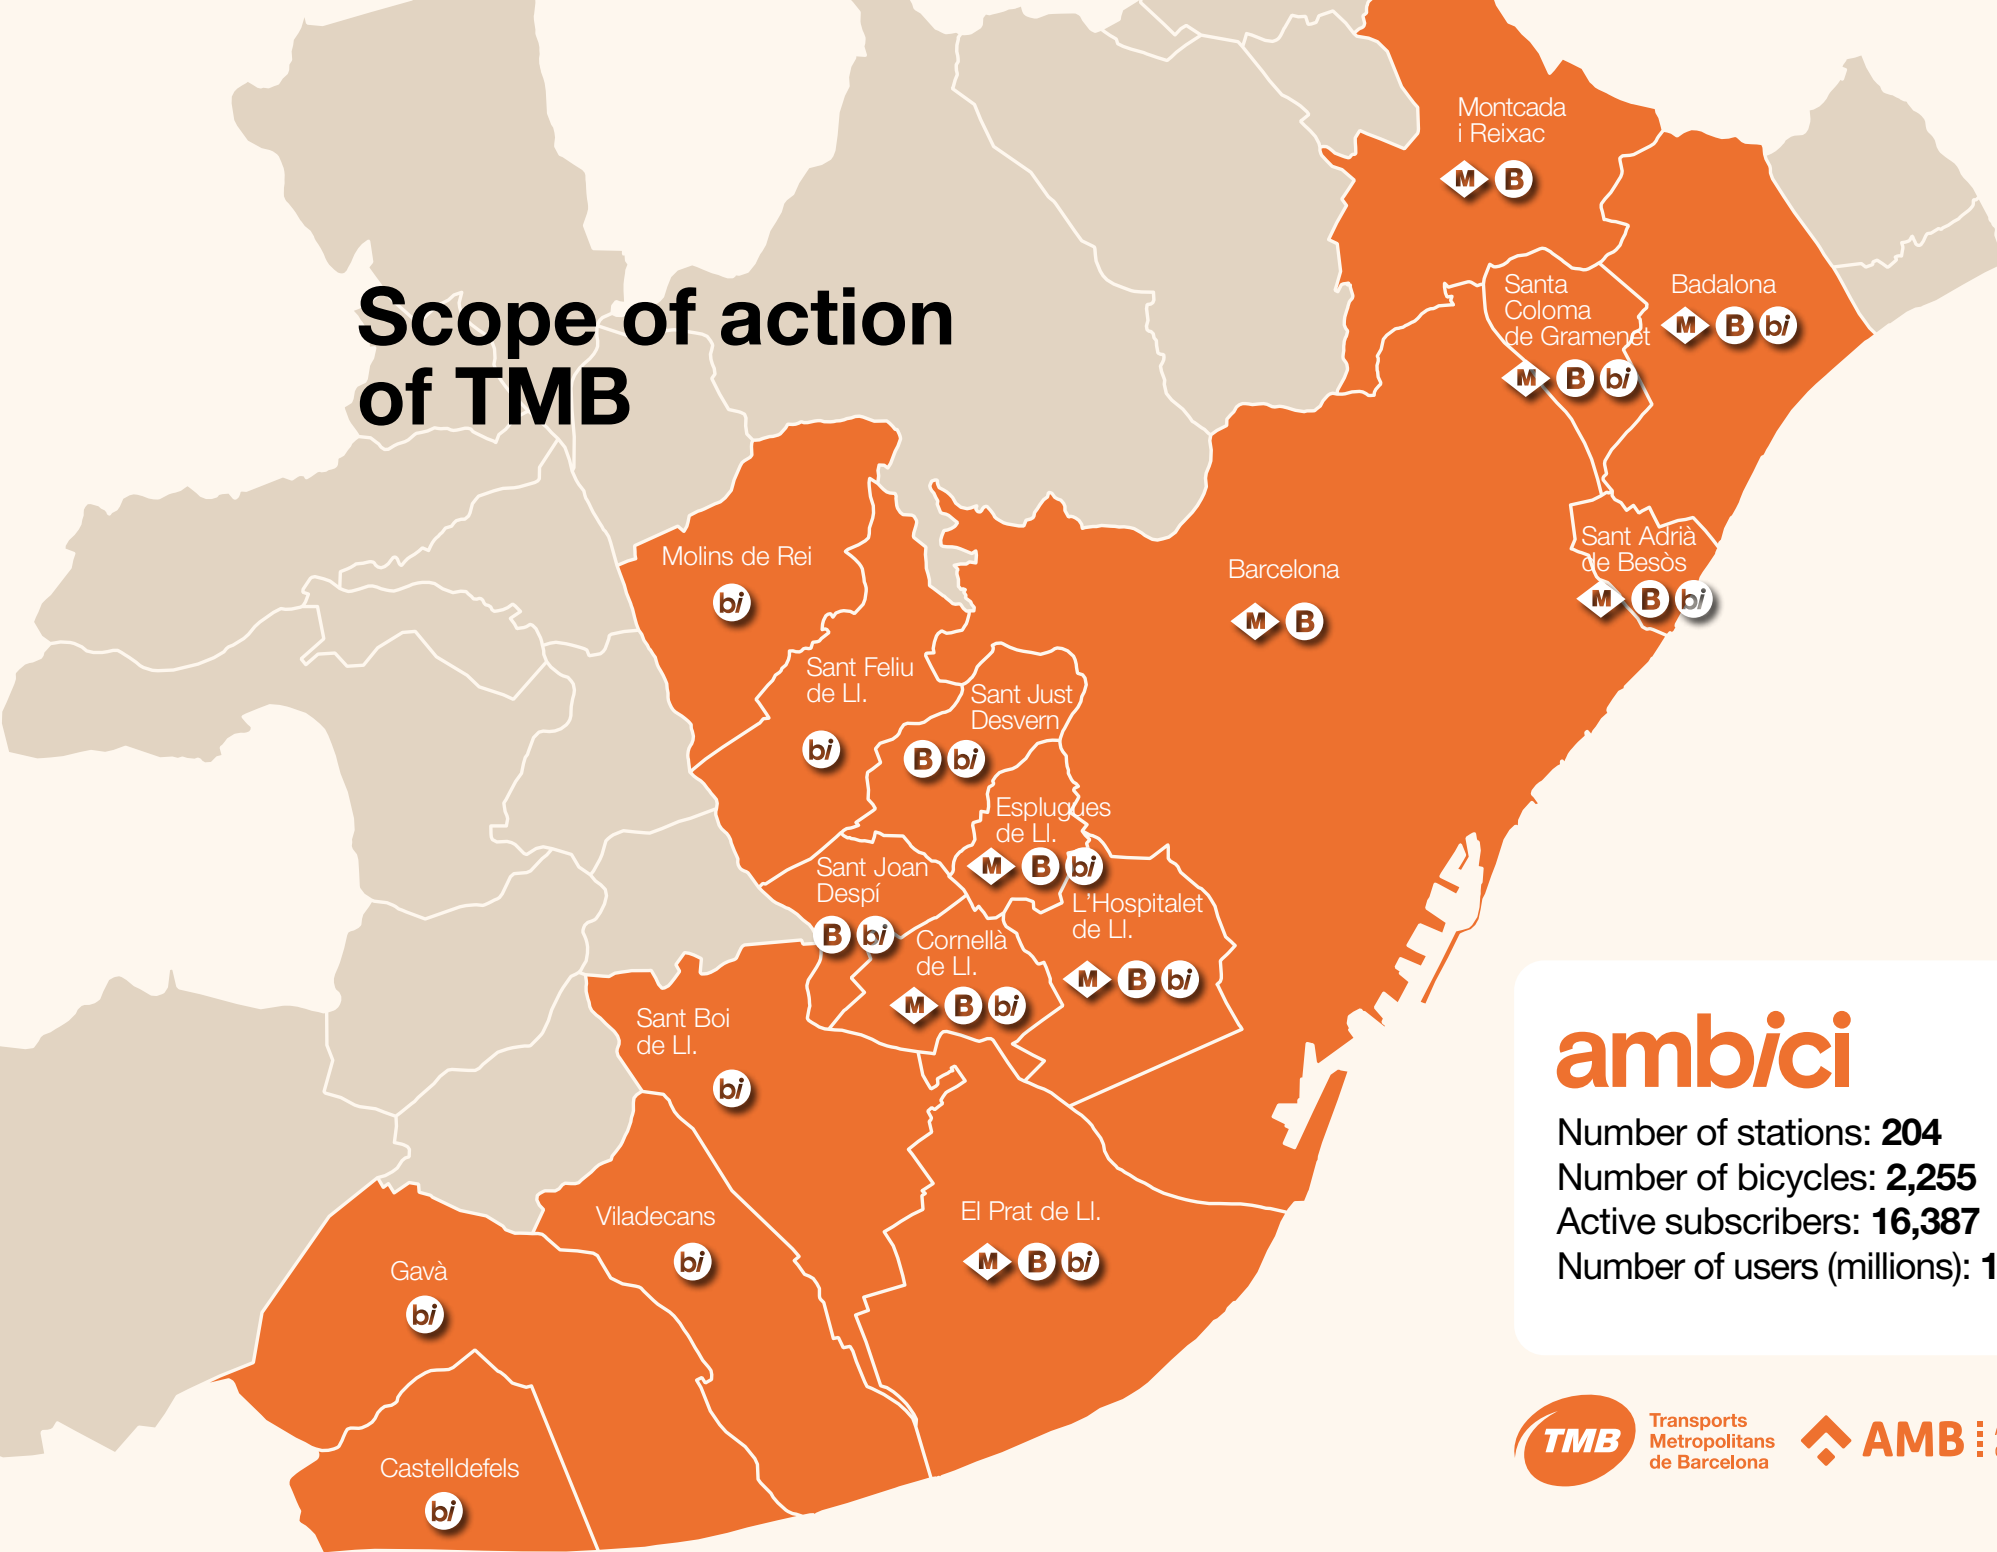 Scope of action
of TMB
Montcada
i Reixac
M B
Santa
Coloma
de Gramenet
M B bi
Badalona
M B bi
Sant Adrià
de Besòs
M B bi
Barcelona
M B
Molins de Rei
bi
Sant Feliu
de Ll.
bi
Sant Just
Desvern
B bi
Esplugues
de Ll.
M B bi
Sant Joan
Despí
B bi
L'Hospitalet
de Ll.
M B bi
Cornellà
de Ll.
M B bi
Sant Boi
de Ll.
bi
Viladecans
bi
El Prat de Ll.
M B bi
Gavà
bi
Castelldefels
bi
ambici
Number of stations: 204
Number of bicycles: 2,255
Active subscribers: 16,387
Number of users (millions): 1
TMB
Transports
Metropolitans
de Barcelona
AMB